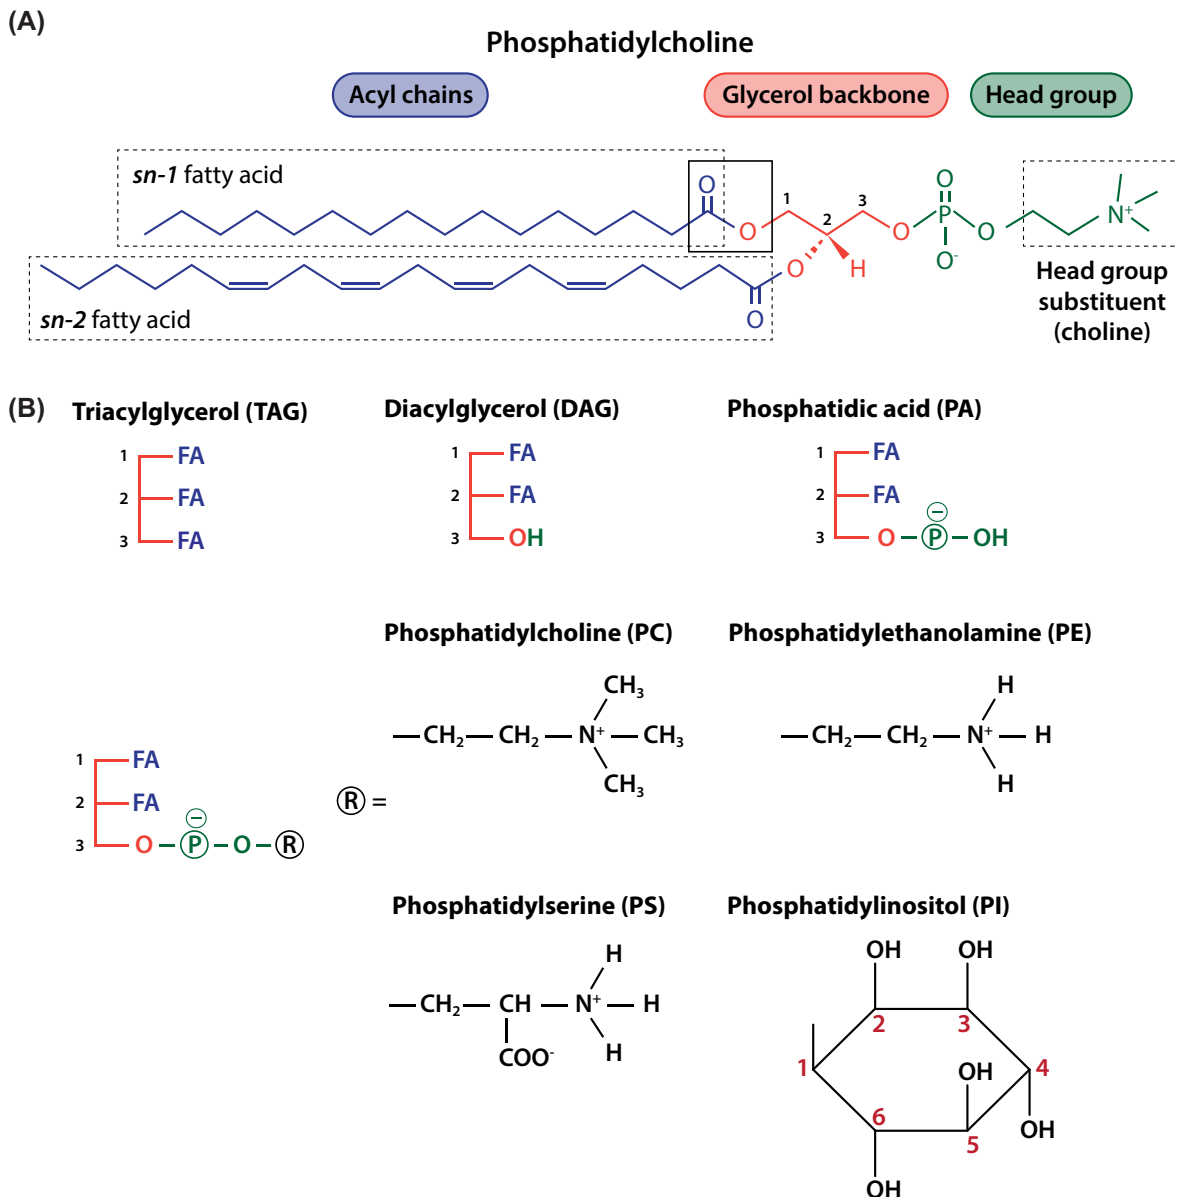 (A)
Phosphatidylcholine
Acyl chains
Glycerol backbone
Head group
sn-1 fatty acid
O
O
1
2
3
O
H
O
O
P
O-
O
N+
sn-2 fatty acid
O
Head group
substituent
(choline)
(B)
Triacylglycerol (TAG)
1 FA
2 FA
3 FA
Diacylglycerol (DAG)
1 FA
2 FA
3 OH
Phosphatidic acid (PA)
1 FA
2 FA
3 O – P – OH
1 FA
2 FA
3 O – P – O – R
R =
Phosphatidylcholine (PC)
CH3
— CH2 — CH2 — N+ — CH3
CH3
Phosphatidylethanolamine (PE)
H
— CH2 — CH2 — N+ — H
H
Phosphatidylserine (PS)
H
— CH2 — CH — N+ — H
COO- H
Phosphatidylinositol (PI)
OH OH
2 3
1 OH 4
6 5 OH
OH